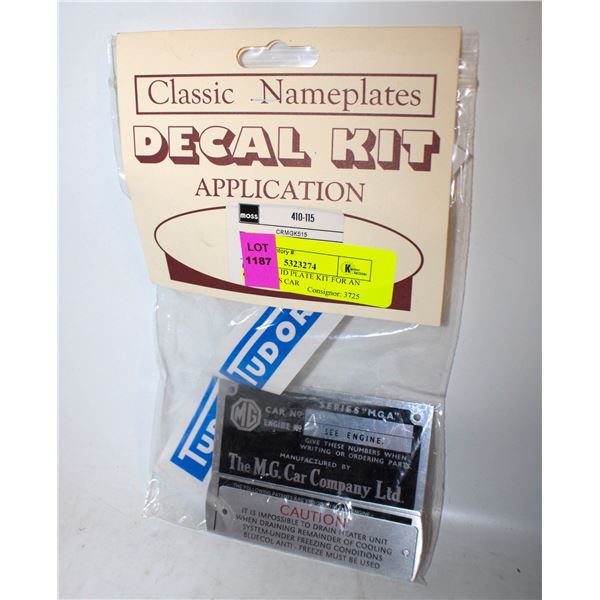 Classic Nameplates
DECAL KIT
APPLICATION
moss 410-115
CRMGK515
LOT
1187
ory #
5323274
ID PLATE KIT FOR AN
S CAR
Consignor: 3725
TUDOR
TUDO
MG
CAR No. SERIES "MGA"
ENGINE No. SEE ENGINE.
GIVE THESE NUMBERS WHEN
WRITING OR ORDERING PARTS
MANUFACTURED BY
The M.G. Car Company Ltd.
CAUTION
IT IS IMPOSSIBLE TO DRAIN HEATER UNIT
WHEN DRAINING REMAINDER OF COOLING
SYSTEM-UNDER FREEZING CONDITIONS
BLUECOL ANTI - FREEZE MUST BE USED